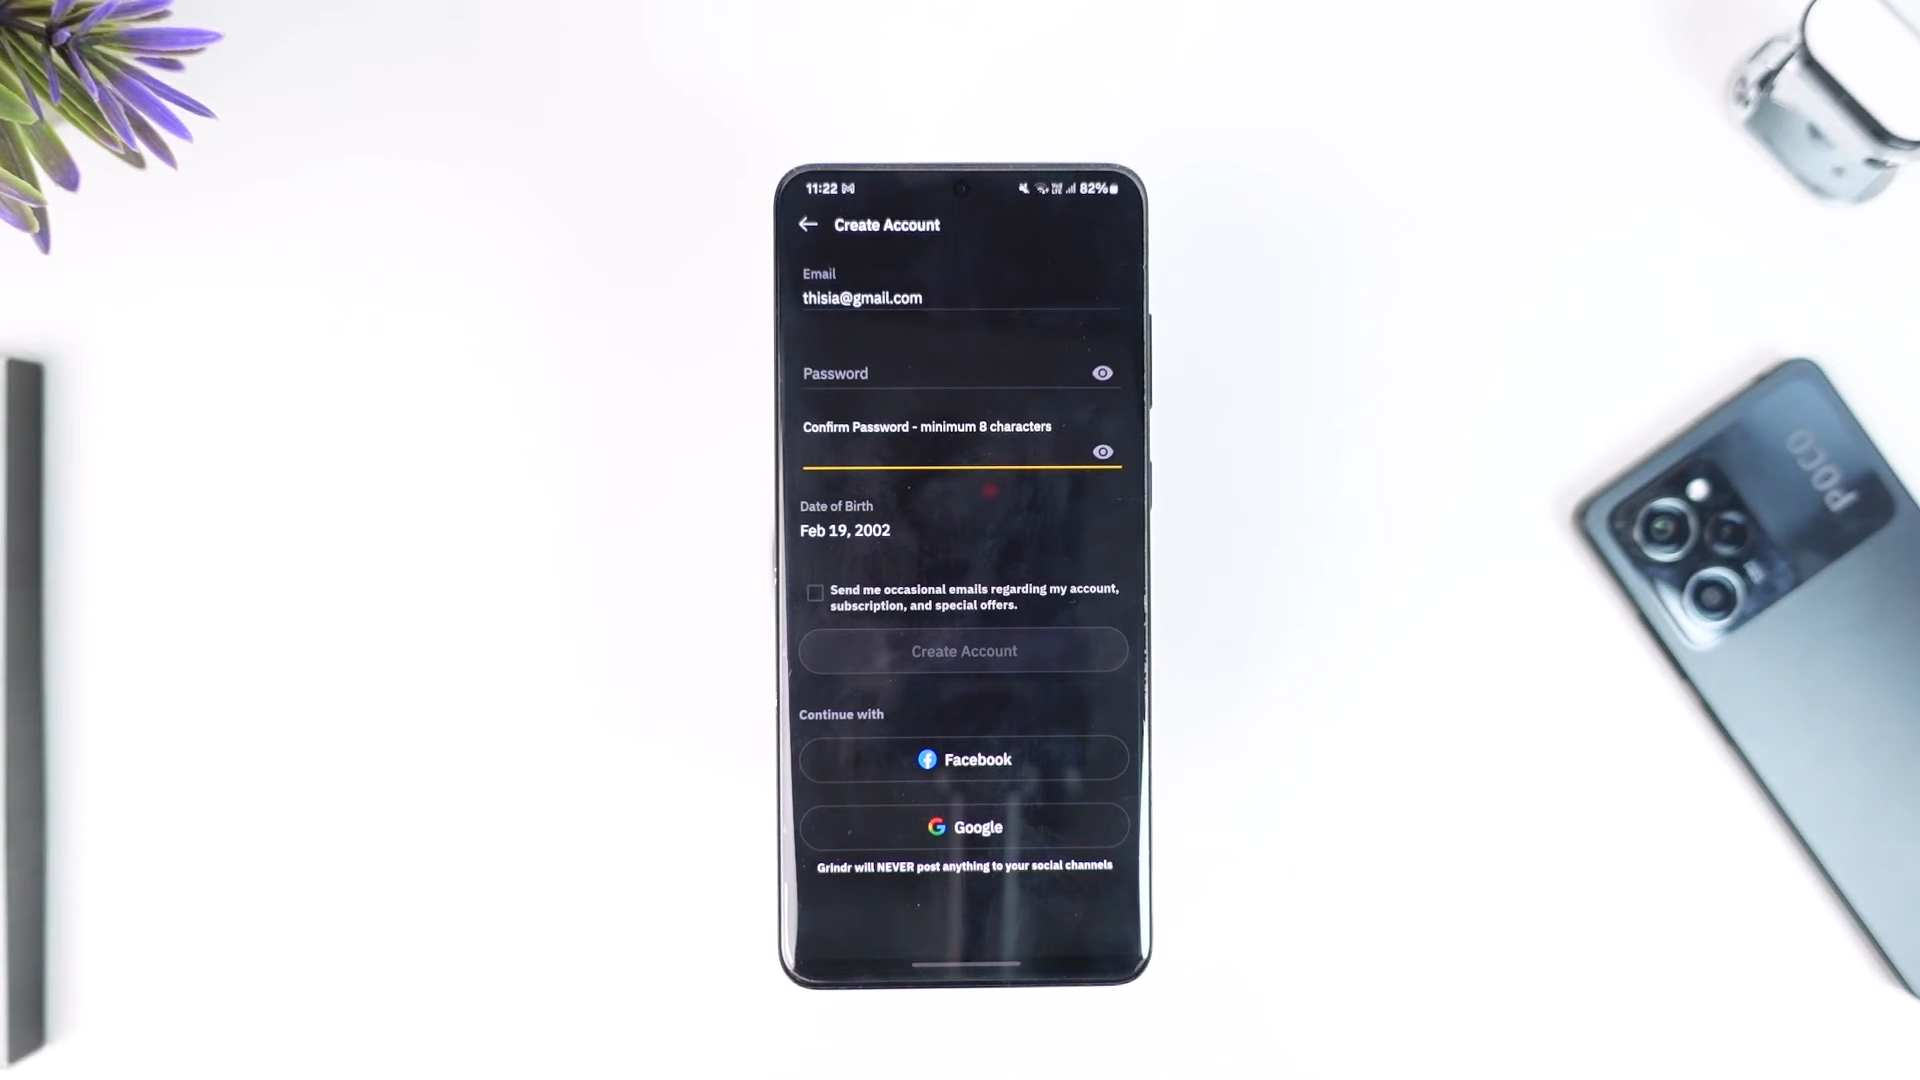 11:22
82%
Create Account
Email
thisia@gmail.com
Password
Confirm Password - minimum 8 characters
Date of Birth
Feb 19, 2002
Send me occasional emails regarding my account,
subscription, and special offers.
Create Account
Continue with
Facebook
Google
Grindr will NEVER post anything to your social channels
POCO